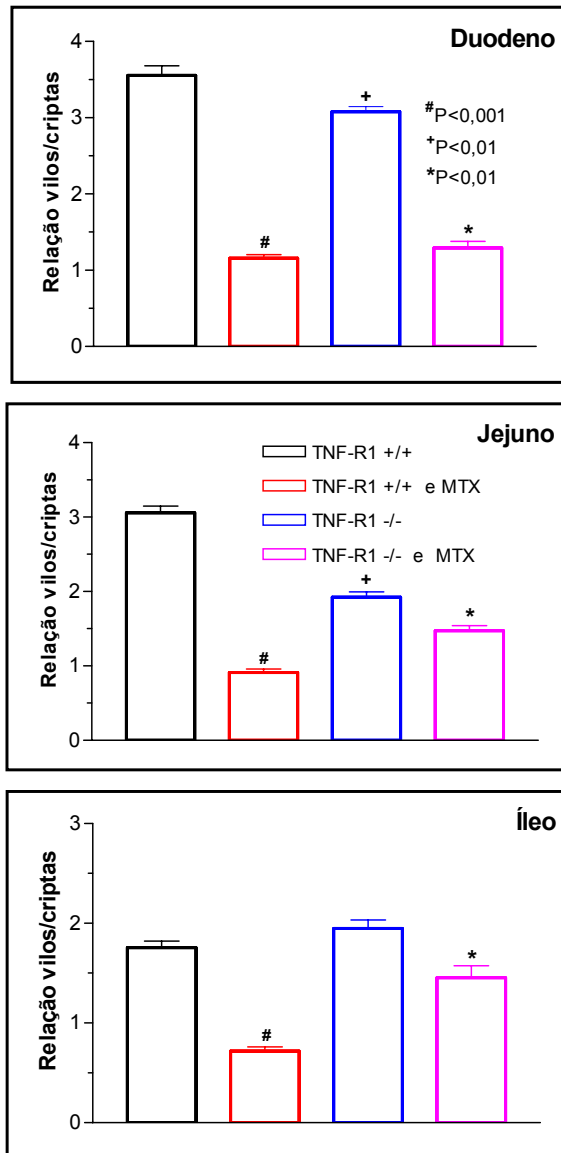 Duodeno
Relação vilos/criptas
4
3
2
1
0
#
+
*
#P<0,001
+P<0,01
*P<0,01
Jejuno
Relação vilos/criptas
4
3
2
1
0
TNF-R1 +/+
TNF-R1 +/+ e MTX
TNF-R1 -/-
TNF-R1 -/- e MTX
#
+
*
Íleo
Relação vilos/criptas
3
2
1
0
#
*